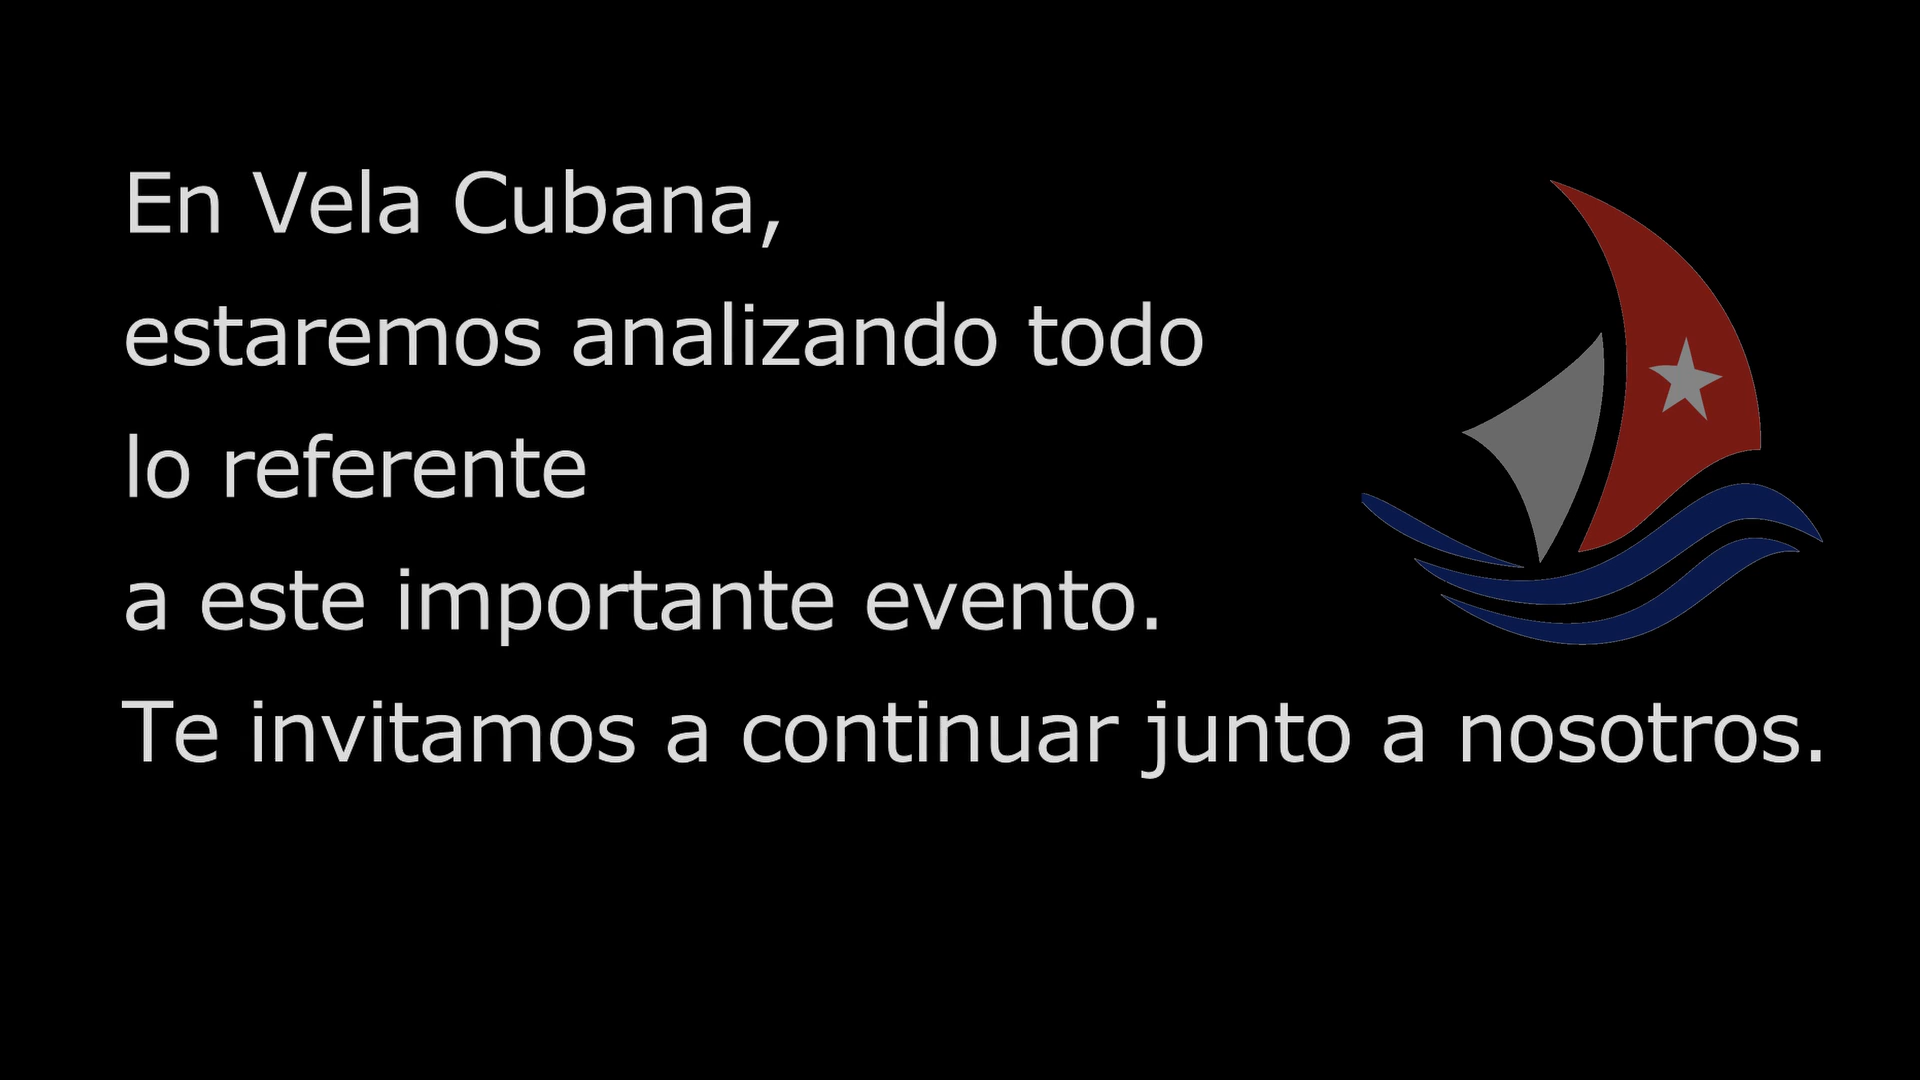 En Vela Cubana,
estaremos analizando todo
lo referente
a este importante evento.
Te invitamos a continuar junto a nosotros.